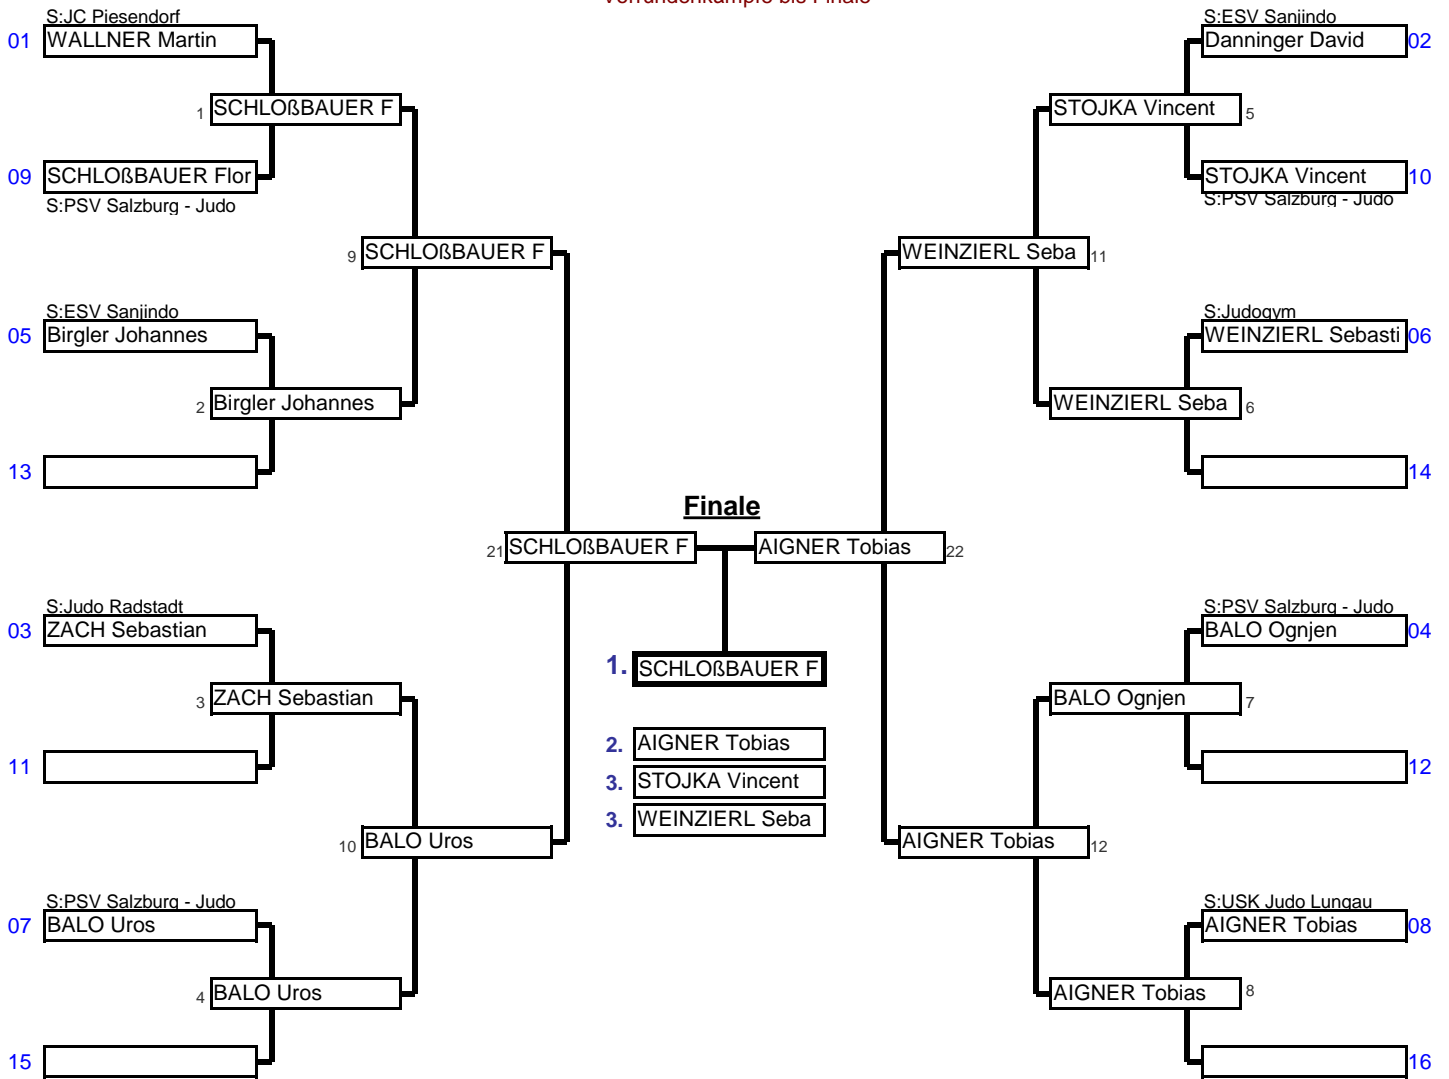 Vorrundenkämpfe bis Finale
S:JC Piesendorf
01 WALLNER Martin
1 SCHLOßBAUER F
09 SCHLOßBAUER Flor
S:PSV Salzburg - Judo
9 SCHLOßBAUER F
S:ESV Sanjindo
05 Birgler Johannes
2 Birgler Johannes
13
21 SCHLOßBAUER F
S:Judo Radstadt
03 ZACH Sebastian
3 ZACH Sebastian
11
10 BALO Uros
S:PSV Salzburg - Judo
07 BALO Uros
4 BALO Uros
15
Finale
1. SCHLOßBAUER F
2. AIGNER Tobias
3. STOJKA Vincent
3. WEINZIERL Seba
S:ESV Sanjindo
Danninger David 02
STOJKA Vincent 5
STOJKA Vincent 10
S:PSV Salzburg - Judo
WEINZIERL Seba 11
S:Judogym
WEINZIERL Sebasti 06
WEINZIERL Seba 6
14
AIGNER Tobias 22
S:PSV Salzburg - Judo
BALO Ognjen 04
BALO Ognjen 7
12
AIGNER Tobias 12
S:USK Judo Lungau
AIGNER Tobias 08
AIGNER Tobias 8
16